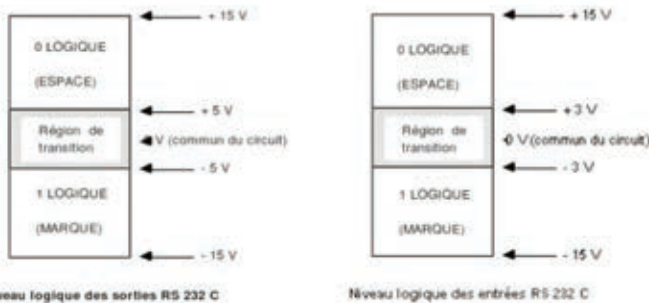 + 15 V
0 LOGIQUE
(ESPACE)
+ 5 V
Région de
transition
V (commun du circuit)
- 5 V
1 LOGIQUE
(MARQUE)
- 15 V
veau logique des sorties RS 232 C
+ 15 V
0 LOGIQUE
(ESPACE)
+3 V
Région de
transition
0 V (commun du circuit)
- 3 V
1 LOGIQUE
(MARQUE)
- 15 V
Niveau logique des entrées RS 232 C